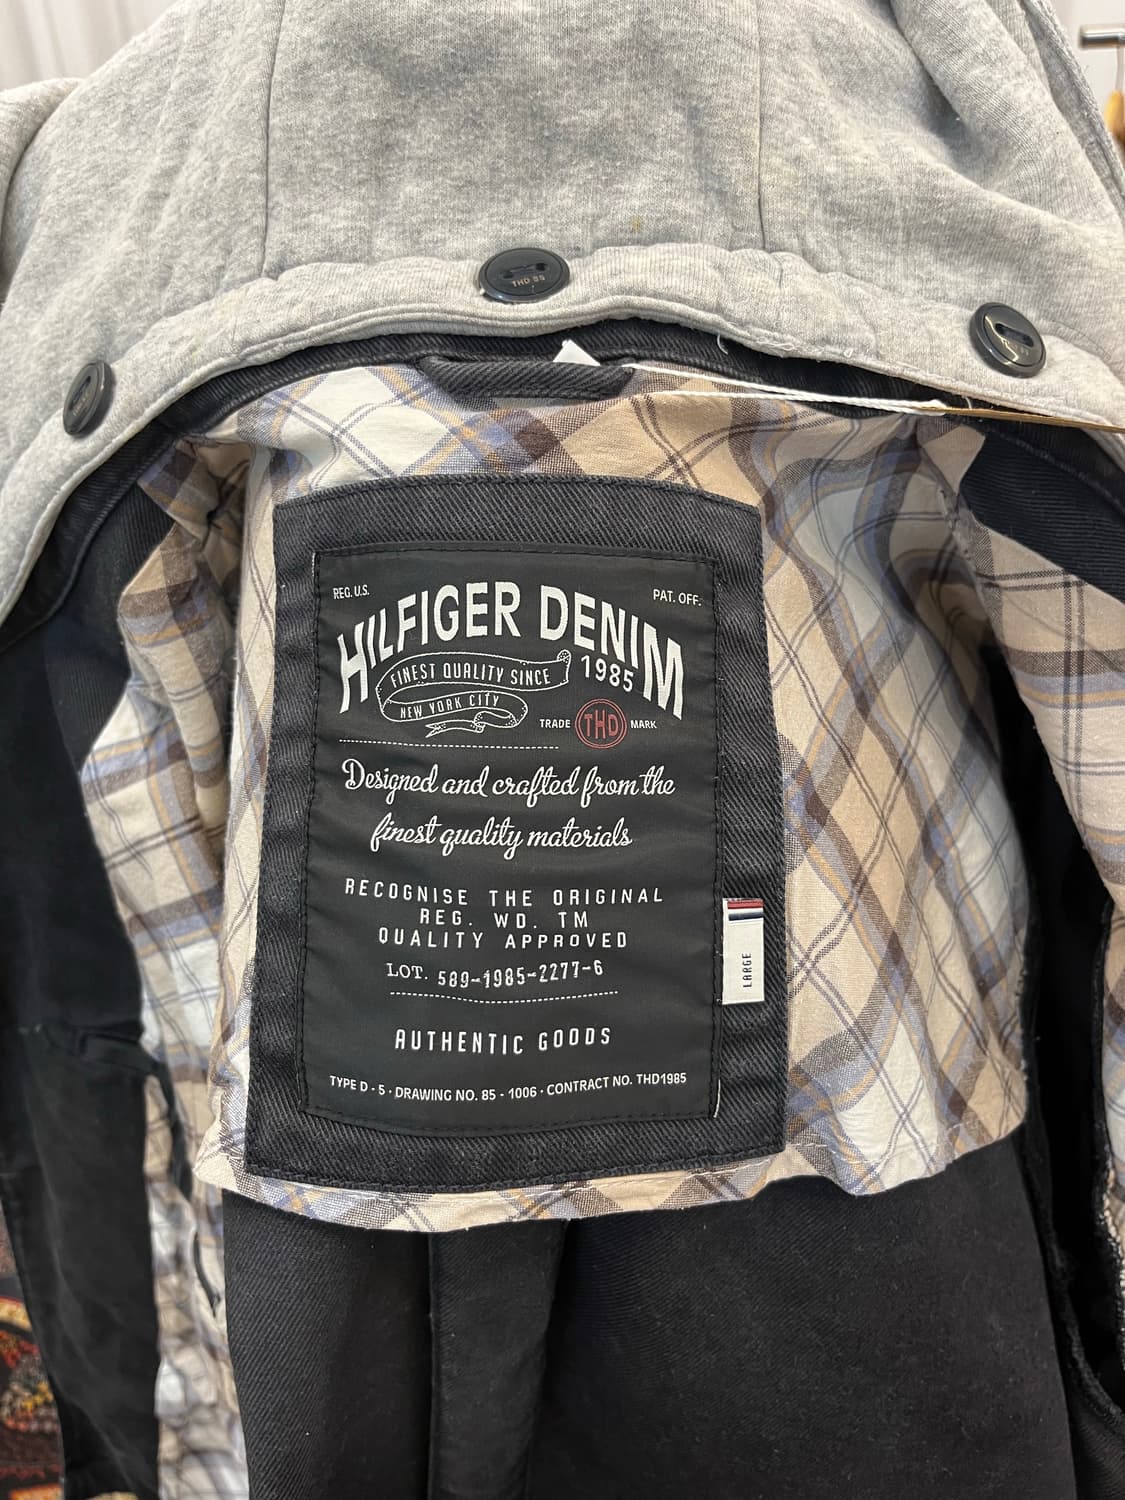 THD 85
REG. U.S.
PAT. OFF.
HILFIGER DENIM
FINEST QUALITY SINCE
1985
NEW YORK CITY
TRADE THD MARK
Designed and crafted from the
finest quality materials
RECOGNISE THE ORIGINAL
REG. WD. TM
QUALITY APPROVED
LOT. 589-1985-2277-6
LARGE
AUTHENTIC GOODS
TYPE D - 5 · DRAWING NO. 85 - 1006 · CONTRACT NO. THD1985